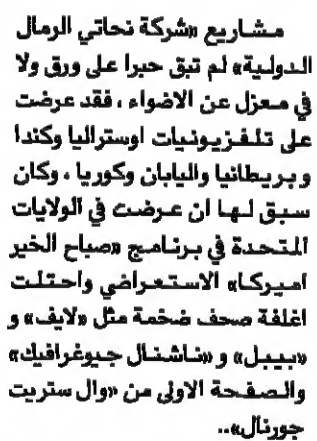 مشاريع «شركة نحاتي الرمال
الدولية» لم تبق حبرا على ورق ولا
في معزل عن الاضواء ، فقد عرضت
على تلفزيونيات اوستراليا وكندا
وبريطانيا واليابان وكوريا ، وكان
سبق لها ان عرضت في الولايات
المتحدة في برنامج «صباح الخير
اميركا» الاستعراضي واحتلت
اغلفة صحف ضخمة مثل «لايف» و
«بيبل» و «ناشنال جيوغرافيك»
والصفحة الاولى من «وال ستريت
جورنال»..